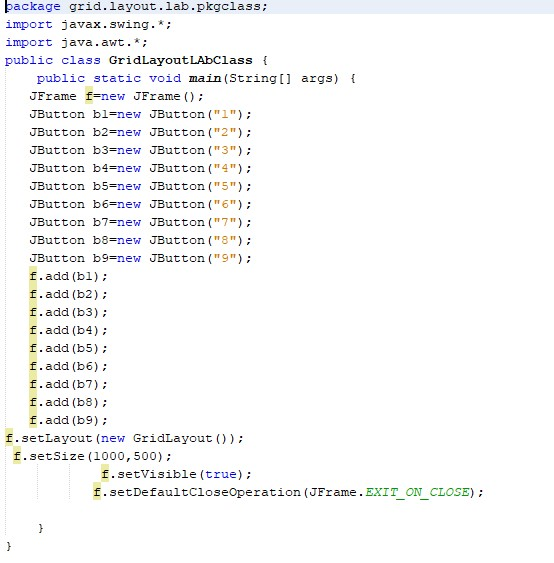 package grid.layout.lab.pkgclass;
import javax.swing.*;
import java.awt.*;
public class GridLayoutLAbClass {
public static void main(String[] args) {
JFrame f=new JFrame();
JButton b1=new JButton("1");
JButton b2=new JButton("2");
JButton b3=new JButton("3");
JButton b4=new JButton("4");
JButton b5=new JButton("5");
JButton b6=new JButton("6");
JButton b7=new JButton("7");
JButton b8=new JButton("8");
JButton b9=new JButton("9");
f.add(b1);
f.add(b2);
f.add(b3);
f.add(b4);
f.add(b5);
f.add(b6);
f.add(b7);
f.add(b8);
f.add(b9);
f.setLayout(new GridLayout());
f.setSize(1000,500);
f.setVisible(true);
f.setDefaultCloseOperation(JFrame.EXIT_ON_CLOSE);
}
}